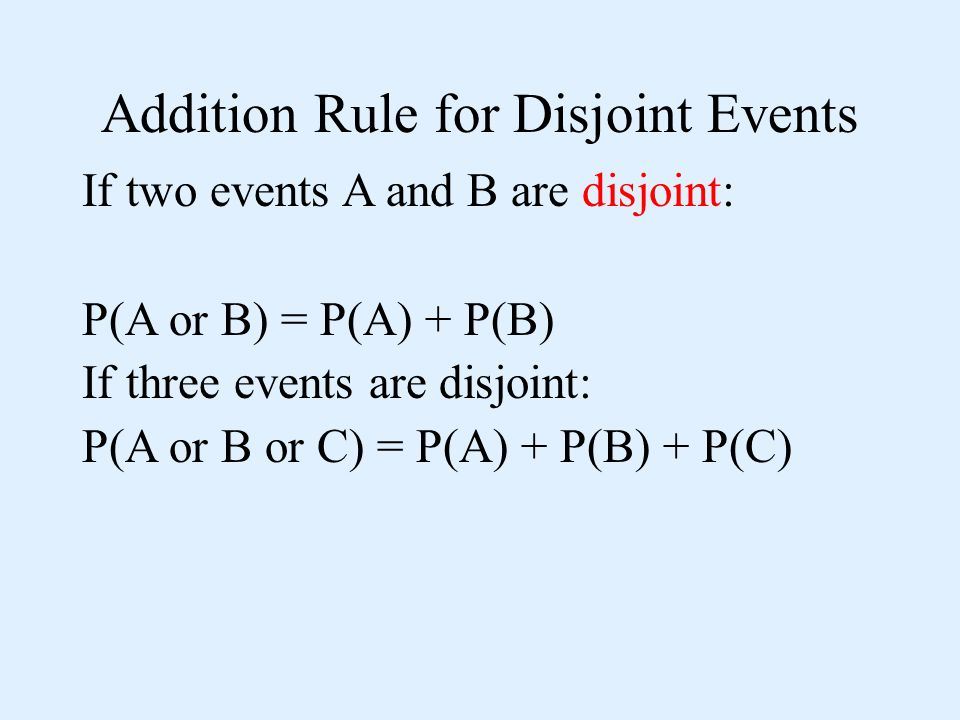 Addition Rule for Disjoint Events
If two events A and B are disjoint:
P(A or B) = P(A) + P(B)
If three events are disjoint:
P(A or B or C) = P(A) + P(B) + P(C)